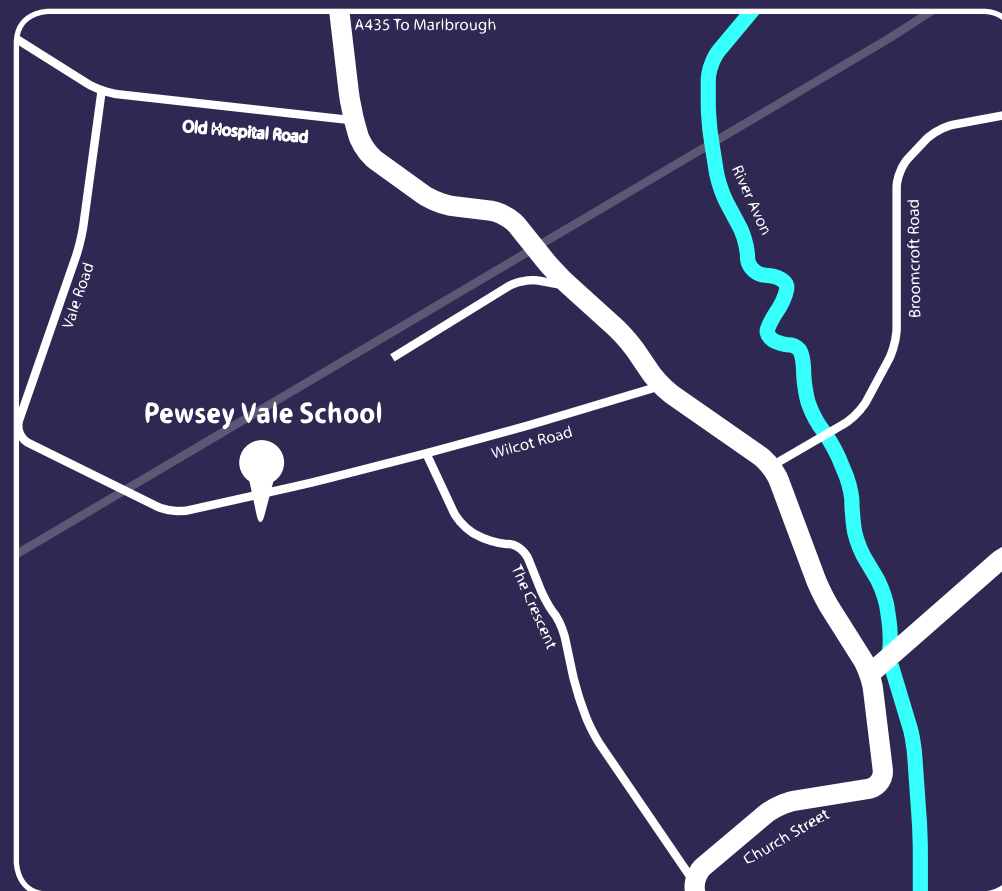 A435 To Marlbrough
Old Hospital Road
River Avon
Broomcroft Road
Vale Road
Pewsey Vale School
Wilcot Road
The Crescent
Church Street